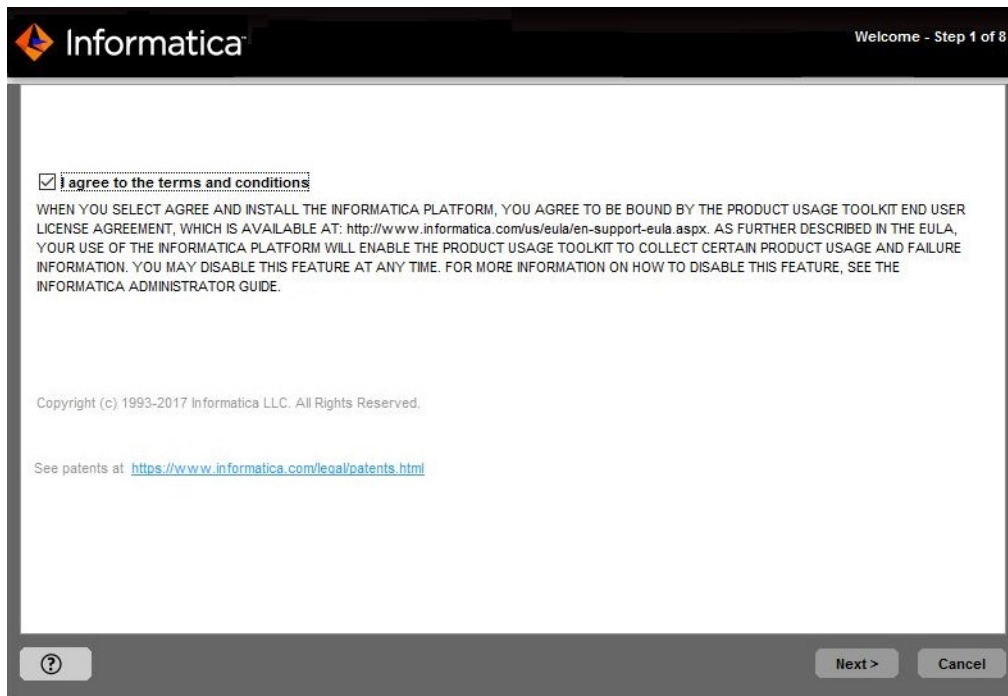 Informatica™
Welcome - Step 1 of 8
I agree to the terms and conditions
WHEN YOU SELECT AGREE AND INSTALL THE INFORMATICA PLATFORM, YOU AGREE TO BE BOUND BY THE PRODUCT USAGE TOOLKIT END USER
LICENSE AGREEMENT, WHICH IS AVAILABLE AT: http://www.informatica.com/us/eula/en-support-eula.aspx. AS FURTHER DESCRIBED IN THE EULA,
YOUR USE OF THE INFORMATICA PLATFORM WILL ENABLE THE PRODUCT USAGE TOOLKIT TO COLLECT CERTAIN PRODUCT USAGE AND FAILURE
INFORMATION. YOU MAY DISABLE THIS FEATURE AT ANY TIME. FOR MORE INFORMATION ON HOW TO DISABLE THIS FEATURE, SEE THE
INFORMATICA ADMINISTRATOR GUIDE.
Copyright (c) 1993-2017 Informatica LLC. All Rights Reserved.
See patents at https://www.informatica.com/legal/patents.html
?
Next >
Cancel